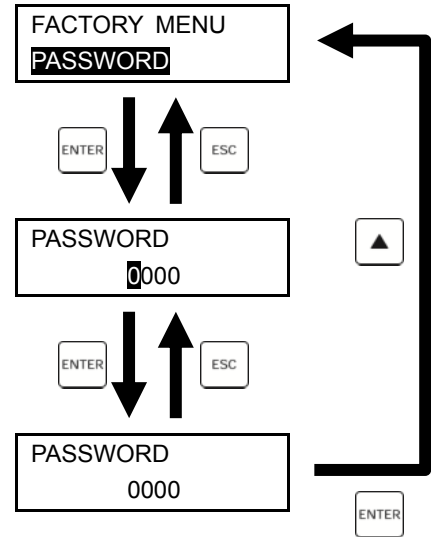 FACTORY MENU
PASSWORD
ENTER
ESC
PASSWORD
0000
ENTER
ESC
PASSWORD
0000
ENTER